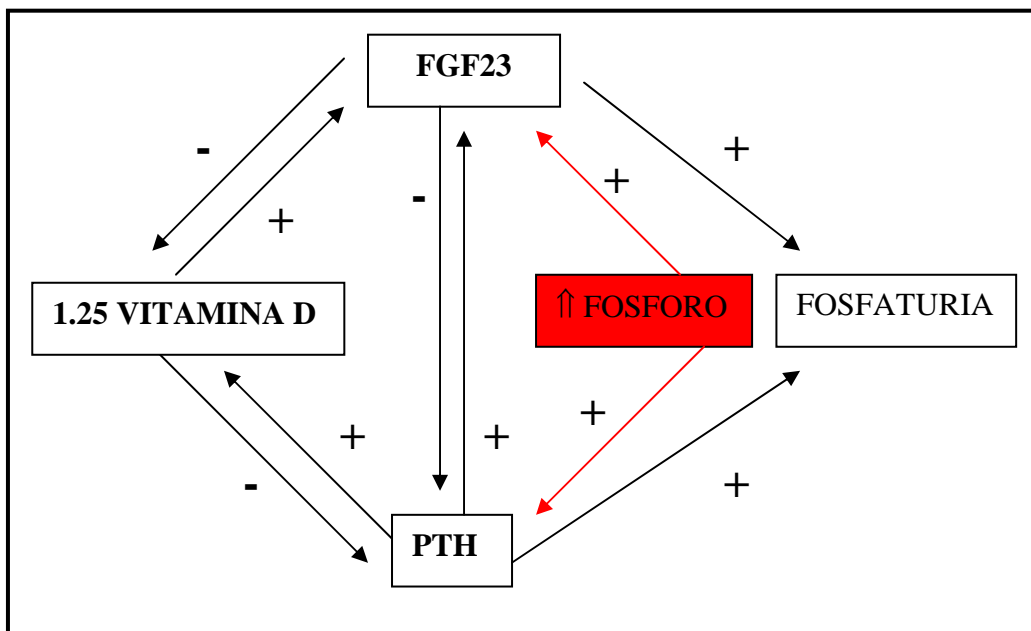 FGF23
-
+
-
+
+
+
1.25 VITAMINA D
⇑ FOSFORO
FOSFATURIA
+
+
+
-
+
PTH